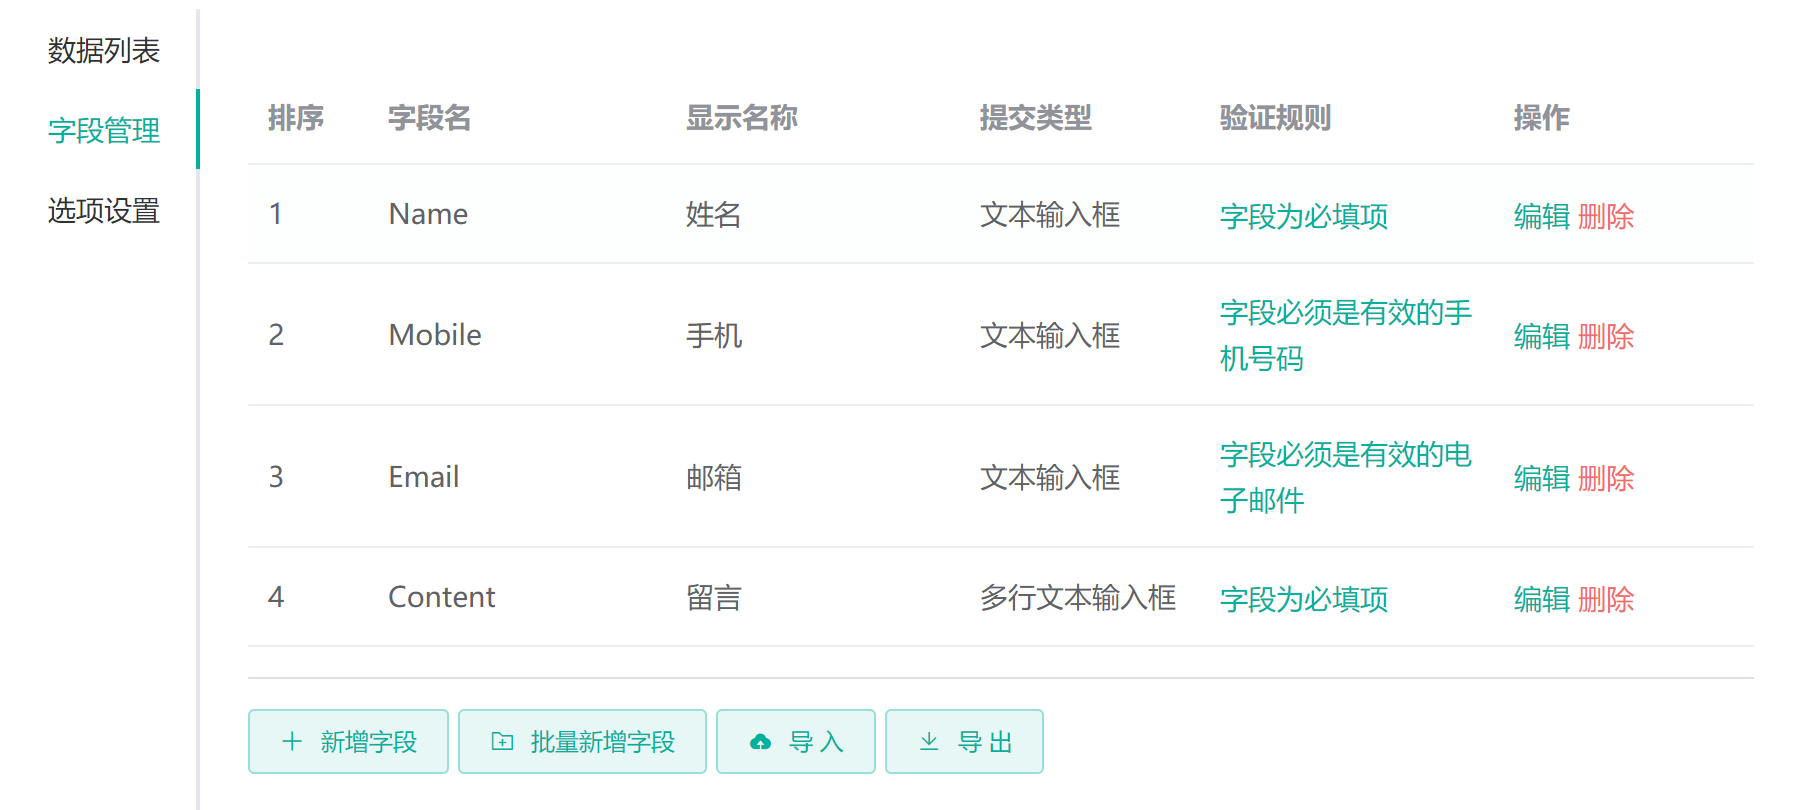 数据列表
字段管理
选项设置
排序 字段名 显示名称 提交类型 验证规则 操作
1 Name 姓名 文本输入框 字段为必填项 编辑 删除
2 Mobile 手机 文本输入框 字段必须是有效的手机号码 编辑 删除
3 Email 邮箱 文本输入框 字段必须是有效的电子邮件 编辑 删除
4 Content 留言 多行文本输入框 字段为必填项 编辑 删除
新增字段 批量新增字段 导入 导出